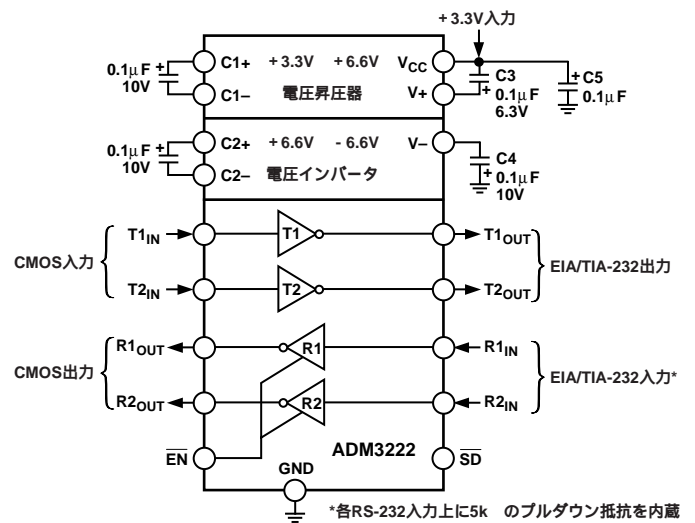 +3.3V入力
0.1μF
10V
C1+ +3.3V +6.6V VCC
C1– 電圧昇圧器 V+
C3
0.1μF
6.3V
C5
0.1μF
0.1μF
10V
C2+ +6.6V -6.6V V–
C2– 電圧インバータ
C4
0.1μF
10V
CMOS入力
T1IN T1 T1OUT
T2IN T2 T2OUT
EIA/TIA-232出力
CMOS出力
R1OUT R1 R1IN
R2OUT R2 R2IN
EIA/TIA-232入力*
EN ADM3222 SD
GND
*各RS-232入力上に5k のプルダウン抵抗を内蔵